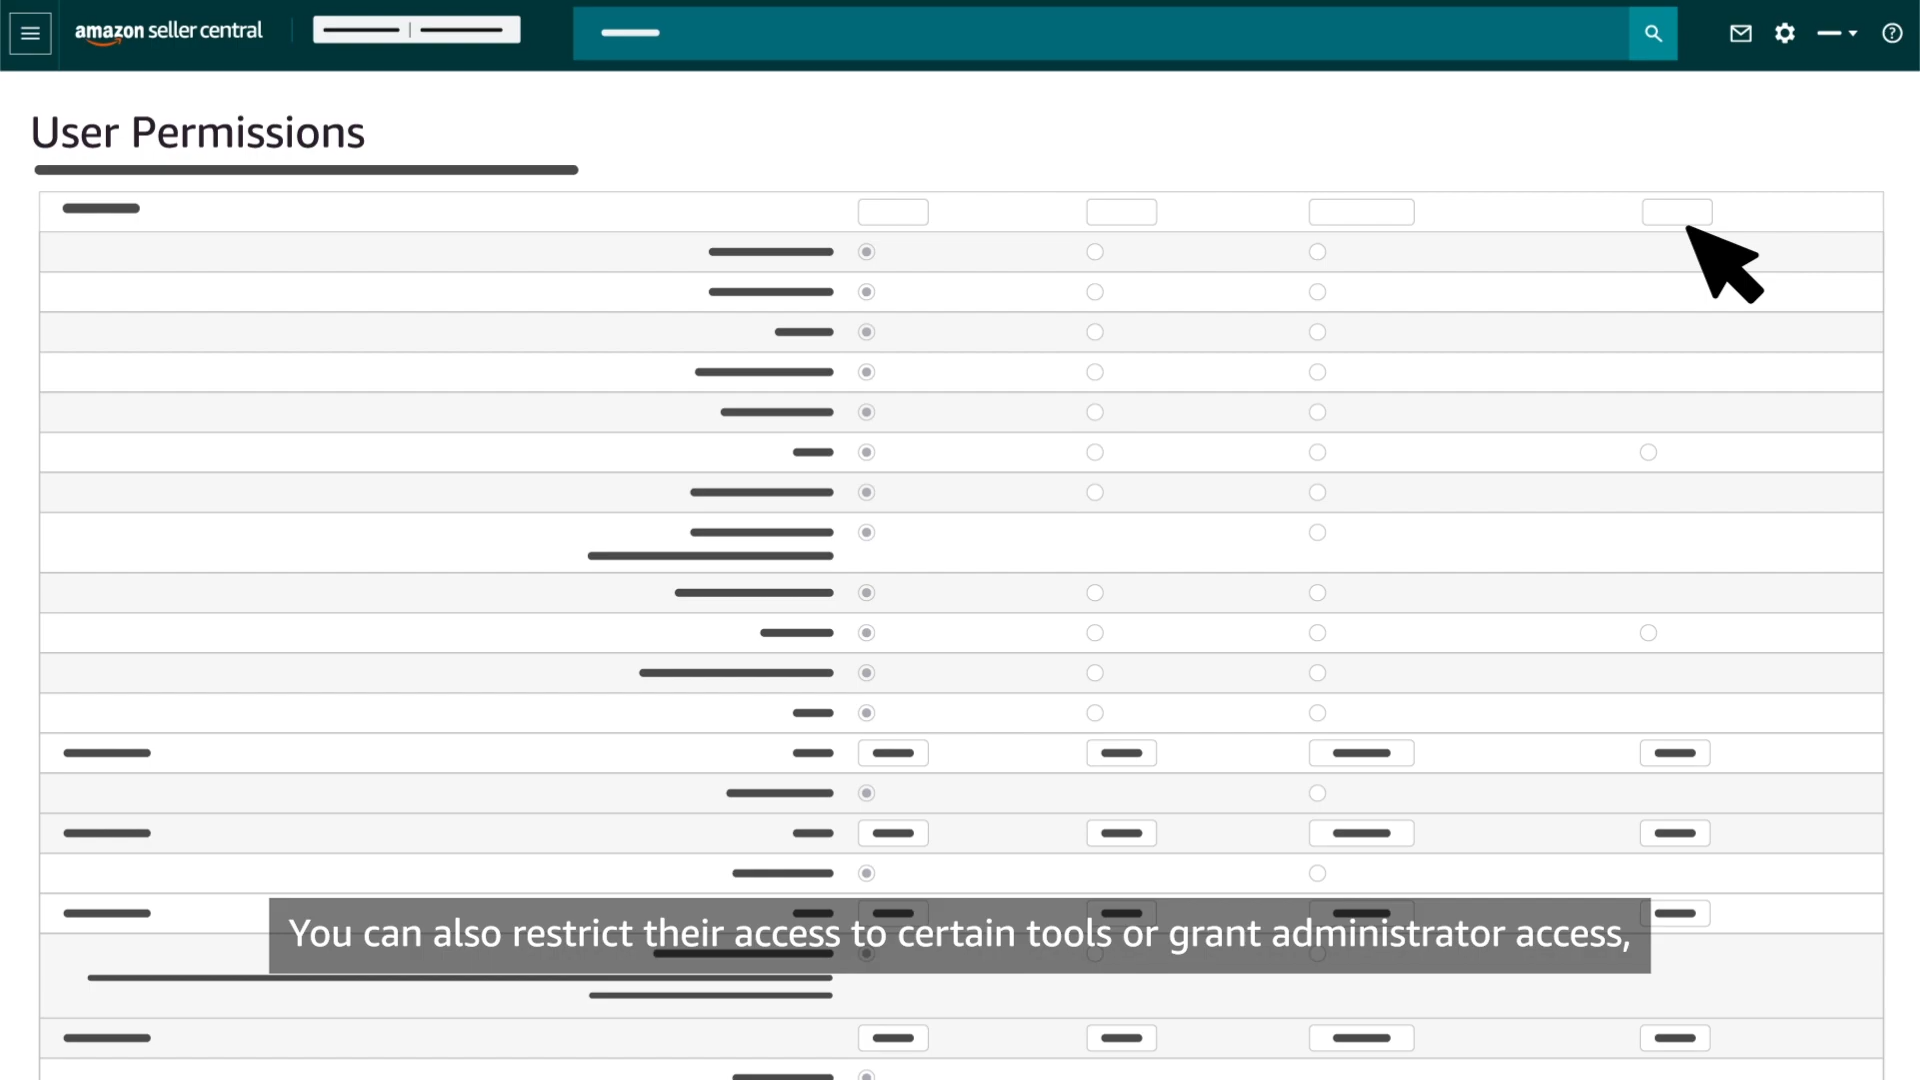 amazon seller central
User Permissions
You can also restrict their access to certain tools or grant administrator access,